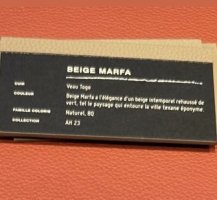 BEIGE MARFA
CUIR Veau Togo
COULEUR Beige Marfa a l'élégance d'un beige intemporel rehaussé de
vert, tel le paysage qui entoure la ville texane éponyme.
FAMILLE COLORIS Naturel, 8Q
COLLECTION AH 23